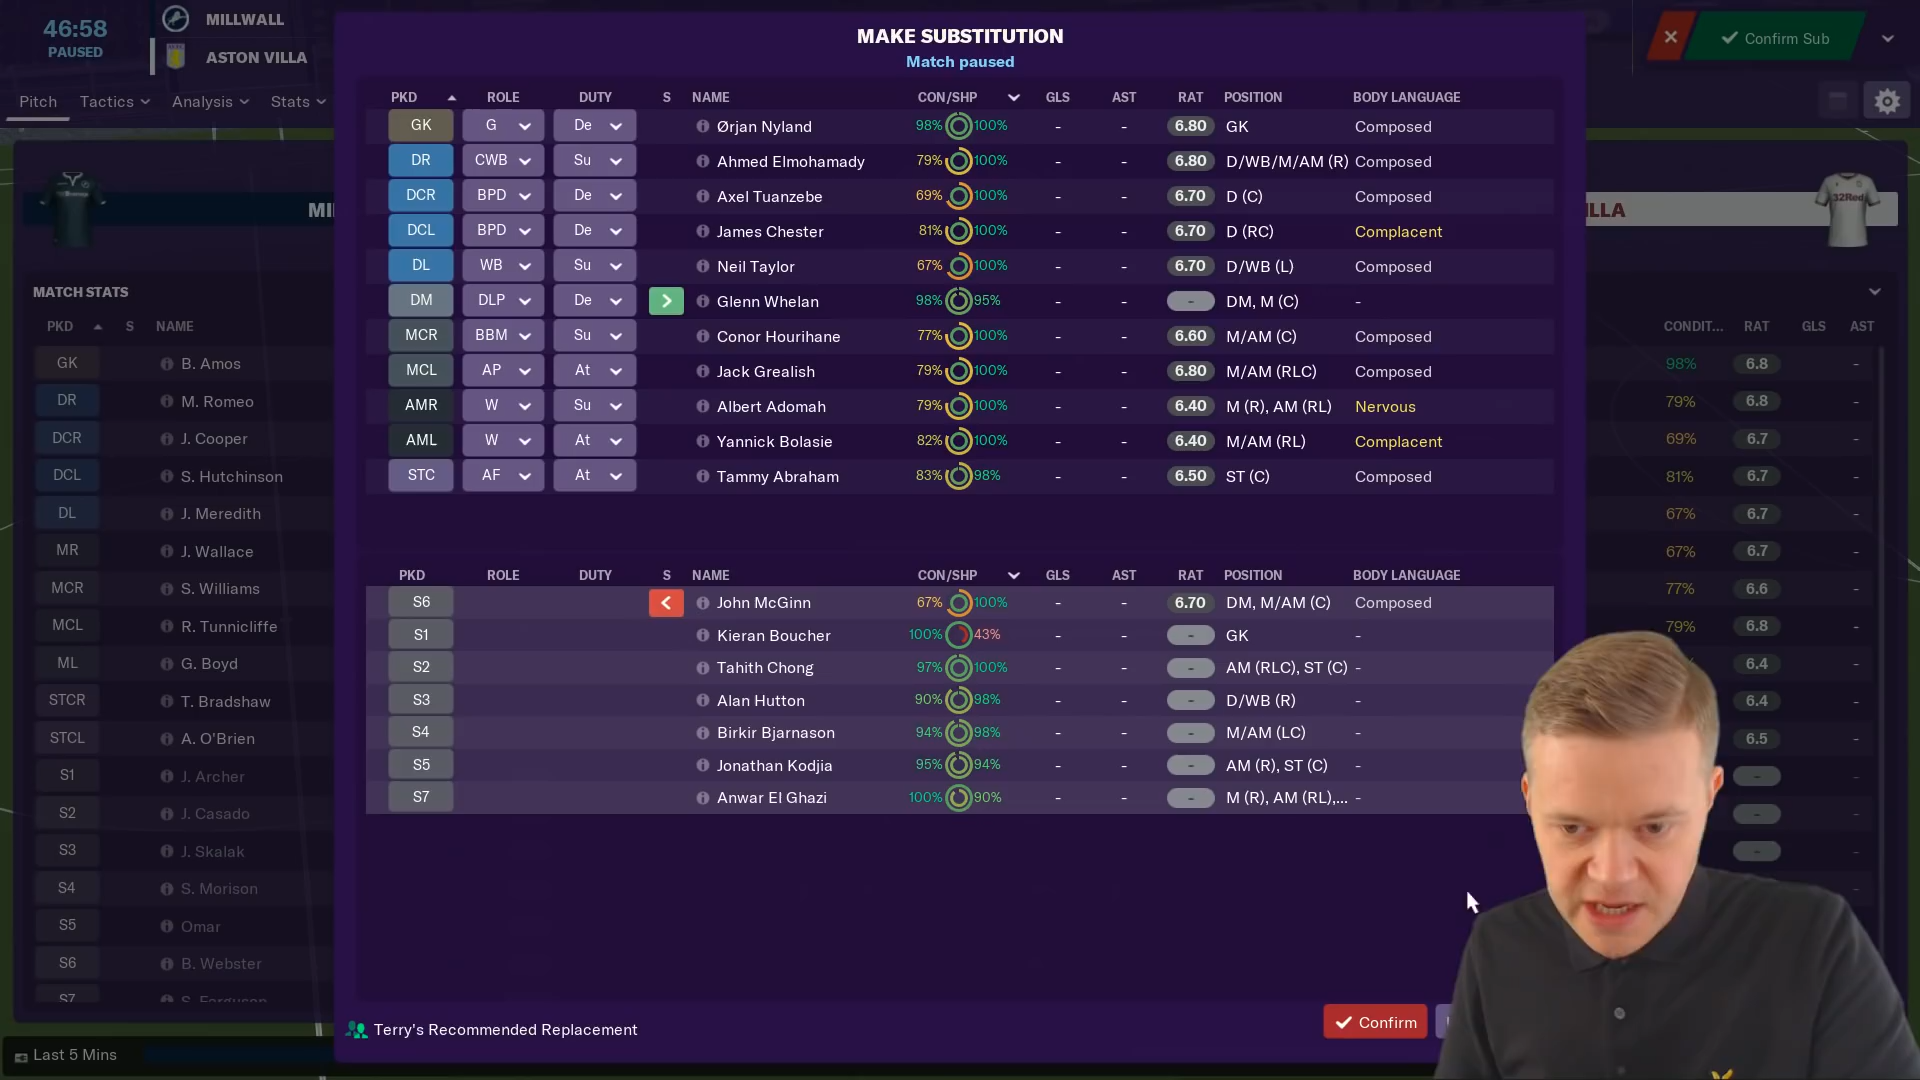 46:58
PAUSED
MILLWALL
ASTON VILLA
MAKE SUBSTITUTION
Match paused
Confirm Sub
Pitch Tactics Analysis Stats
PKD ROLE DUTY S NAME CON/SHP GLS AST RAT POSITION BODY LANGUAGE
GK G De Ørjan Nyland 98% 100% - - 6.80 GK Composed
DR CWB Su Ahmed Elmohamady 79% 100% - - 6.80 D/WB/M/AM (R) Composed
DCR BPD De Axel Tuanzebe 69% 100% - - 6.70 D (C) Composed
DCL BPD De James Chester 81% 100% - - 6.70 D (RC) Complacent
DL WB Su Neil Taylor 67% 100% - - 6.70 D/WB (L) Composed
DM DLP De Glenn Whelan 98% 95% - - - DM, M (C) -
MCR BBM Su Conor Hourihane 77% 100% - - 6.60 M/AM (C) Composed
MCL AP At Jack Grealish 79% 100% - - 6.80 M/AM (RLC) Composed
AMR W Su Albert Adomah 79% 100% - - 6.40 M (R), AM (RL) Nervous
AML W At Yannick Bolasie 82% 100% - - 6.40 M/AM (RL) Complacent
STC AF At Tammy Abraham 83% 98% - - 6.50 ST (C) Composed
PKD ROLE DUTY S NAME CON/SHP GLS AST RAT POSITION BODY LANGUAGE
S6 John McGinn 67% 100% - - 6.70 DM, M/AM (C) Composed
S1 Kieran Boucher 100% 43% - - - GK -
S2 Tahith Chong 97% 100% - - - AM (RLC), ST (C) -
S3 Alan Hutton 90% 98% - - - D/WB (R) -
S4 Birkir Bjarnason 94% 98% - - - M/AM (LC) -
S5 Jonathan Kodjia 95% 94% - - - AM (R), ST (C) -
S7 Anwar El Ghazi 100% 90% - - - M (R), AM (RL),... -
Terry's Recommended Replacement
Confirm
MI
MATCH STATS
PKD S NAME
GK B. Amos
DR M. Romeo
DCR J. Cooper
DCL S. Hutchinson
DL J. Meredith
MR J. Wallace
MCR S. Williams
MCL R. Tunnicliffe
ML G. Boyd
STCR T. Bradshaw
STCL A. O'Brien
S1 J. Archer
S2 J. Casado
S3 J. Skalak
S4 S. Morison
S5 Omar
S6 B. Webster
S7 S. Ferguson
Last 5 Mins
ILLA
32Red
CONDIT... RAT GLS AST
98% 6.8 -
79% 6.8 -
69% 6.7 -
81% 6.7 -
67% 6.7 -
67% 6.7 -
77% 6.6 -
79% 6.8 -
6.4 -
6.4 -
6.5 -
- -
- -
- -
-